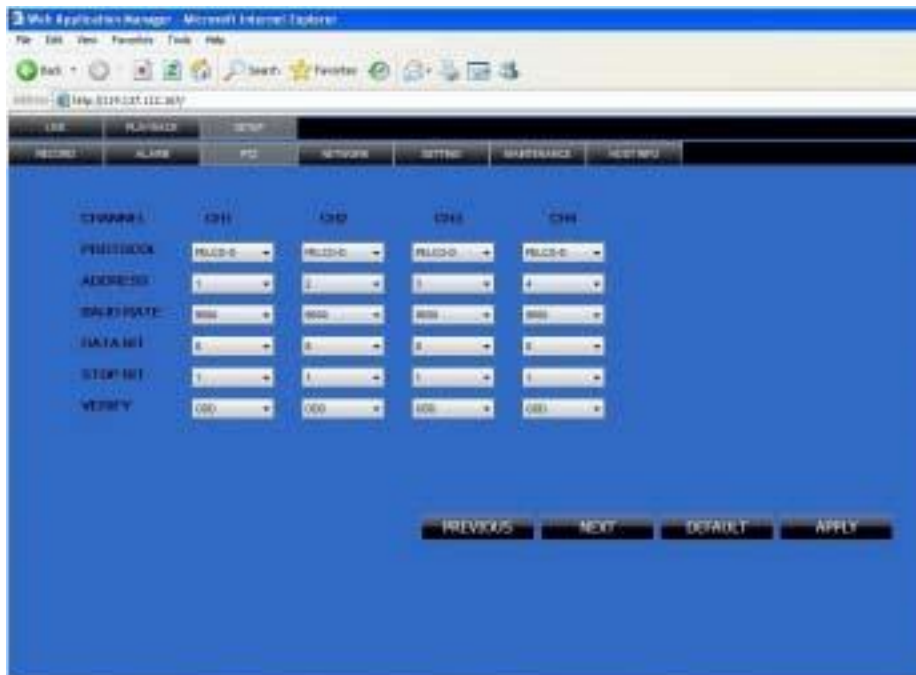 Web Application Manager - Microsoft Internet Explorer
File Edit View Favorites Tools Help
Back Search Favorites
LIVE PLAYBACK SETUP
RECORD ALARM PTZ NETWORK SETTING MAINTENANCE HOST INFO
CHANNEL CH1 CH2 CH3 CH4
PROTOCOL PELCO-D PELCO-D PELCO-D PELCO-D
ADDRESS 1 2 3 4
BAUD RATE 9600 9600 9600 9600
DATA BIT 8 8 8 8
STOP BIT 1 1 1 1
VERIFY ODD ODD ODD ODD
PREVIOUS NEXT DEFAULT APPLY